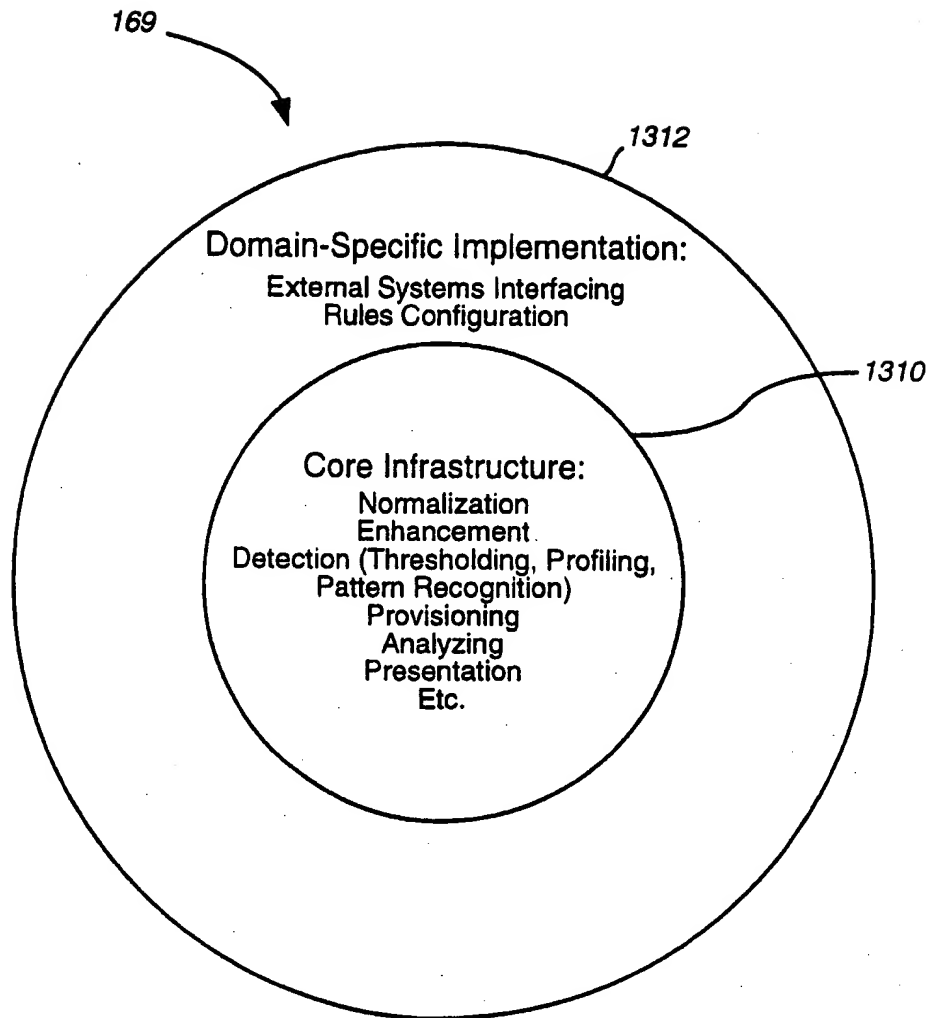 169
1312
Domain-Specific Implementation:
External Systems Interfacing
Rules Configuration
1310
Core Infrastructure:
Normalization
Enhancement
Detection (Thresholding, Profiling,
Pattern Recognition)
Provisioning
Analyzing
Presentation
Etc.